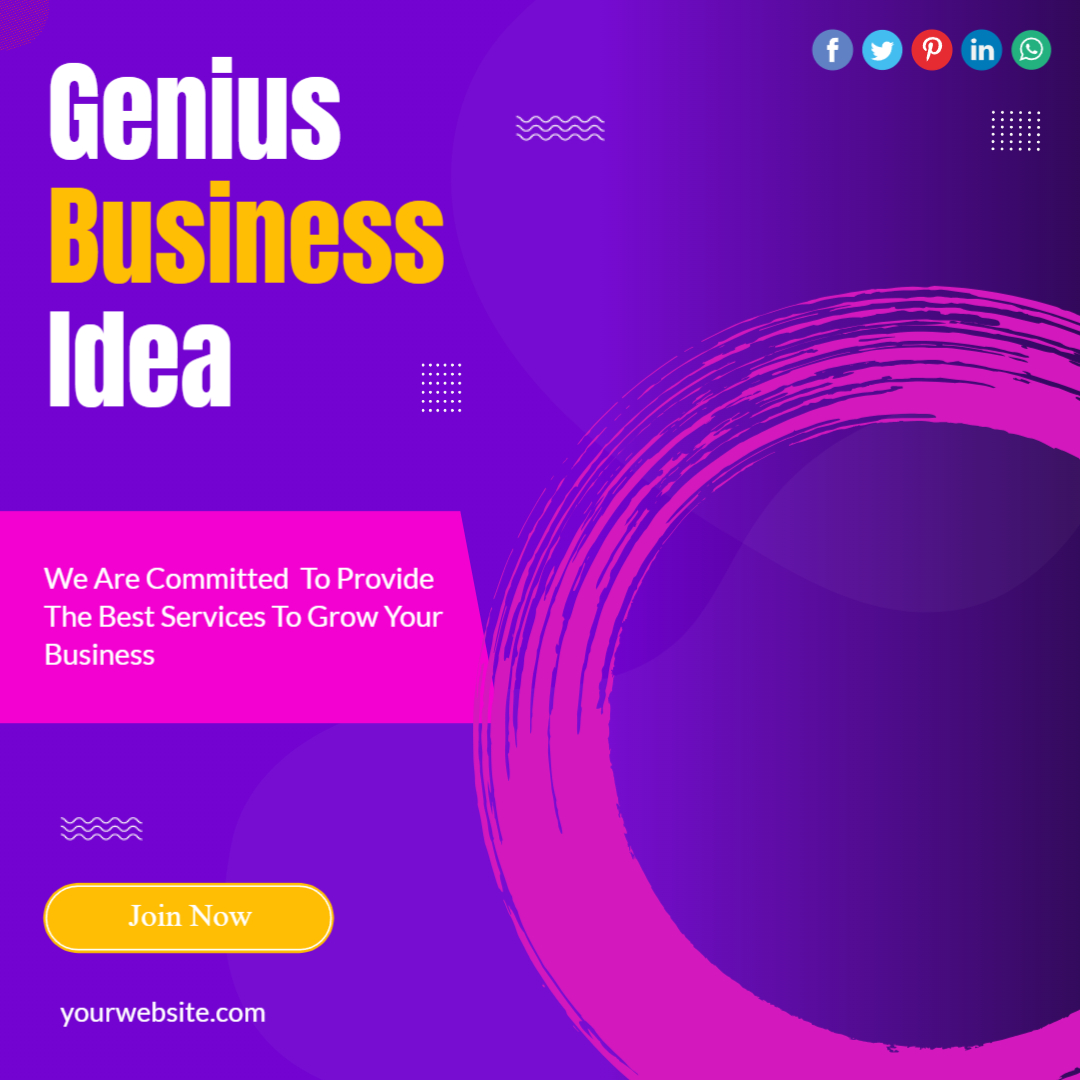 Genius
Business
Idea
We Are Committed  To Provide
The Best Services To Grow Your
Business
Join Now
yourwebsite.com